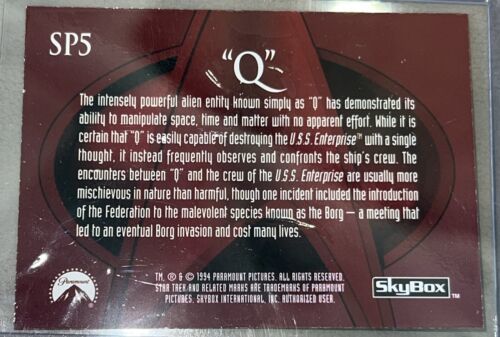 SP5
"Q"
The intensely powerful alien entity known simply as "Q" has demonstrated its
ability to manipulate space, time and matter with no apparent effort. While it is
certain that "Q" is easily capable of destroying the U.S.S. Enterprise™ with a single
thought, it instead frequently observes and confronts the ship's crew. The
encounters between "Q" and the crew of the U.S.S. Enterprise are usually more
mischievous in nature than harmful, though one incident included the introduction
of the Federation to the malevolent species known as the Borg — a meeting that
led to an eventual Borg invasion and cost many lives.
TM, ® & © 1994 PARAMOUNT PICTURES. ALL RIGHTS RESERVED.
STAR TREK AND RELATED MARKS ARE TRADEMARKS OF PARAMOUNT
PICTURES. SKYBOX INTERNATIONAL, INC. AUTHORIZED USER.
Paramount
SkyBox™